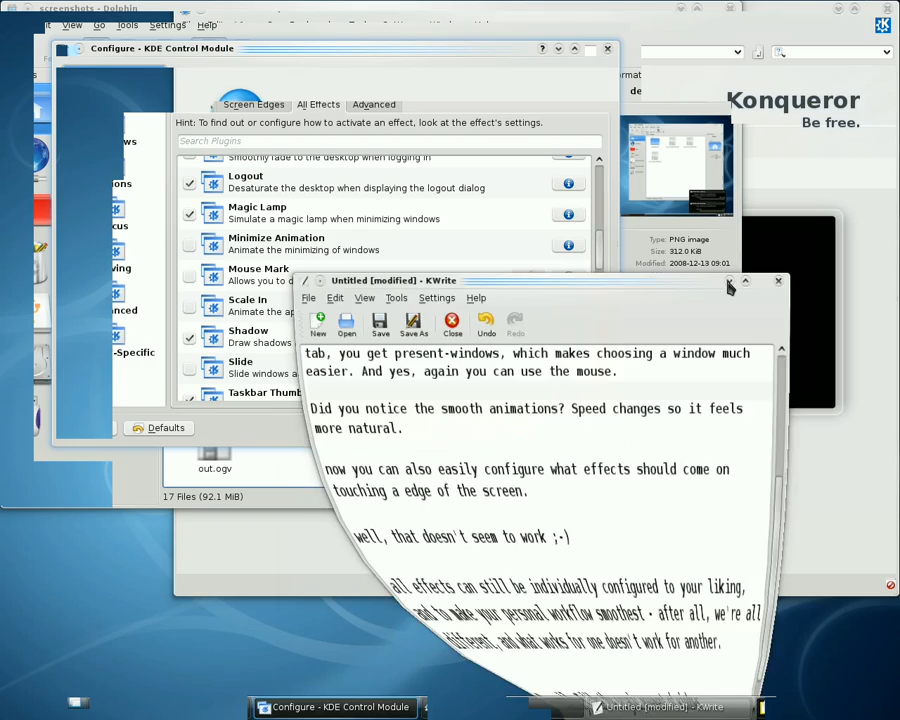 screenshots - Dolphin
View Go Tools Settings Help
Configure - KDE Control Module
Screen Edges All Effects Advanced
Hint: To find out or configure how to activate an effect, look at the effect's settings.
Search Plugins
Smoothly fade to the desktop when logging in
Logout
Desaturate the desktop when displaying the logout dialog
Magic Lamp
Simulate a magic lamp when minimizing windows
Minimize Animation
Animate the minimizing of windows
Mouse Mark
Allows you to d
Scale In
Animate the ap
Shadow
Draw shadows
Slide
Slide windows a
Taskbar Thumb
ws
ions
cus
ving
nced
-Specific
Defaults
out.ogv
17 Files (92.1 MiB)
Konqueror
Be free.
Type: PNG image
Size: 312.0 KiB
Modified: 2008-12-13 09:01
Untitled [modified] - KWrite
File Edit View Tools Settings Help
New Open Save Save As Close Undo Redo
tab, you get present-windows, which makes choosing a window much
easier. And yes, again you can use the mouse.
Did you notice the smooth animations? Speed changes so it feels
more natural.
now you can also easily configure what effects should come on
touching a edge of the screen.
well, that doesn't seem to work ;-)
all effects can still be individually configured to your liking,
and to make your personal workflow smoothest - after all, we're all
different, and what works for one doesn't work for another.
Configure - KDE Control Module
Untitled [modified] - KWrite